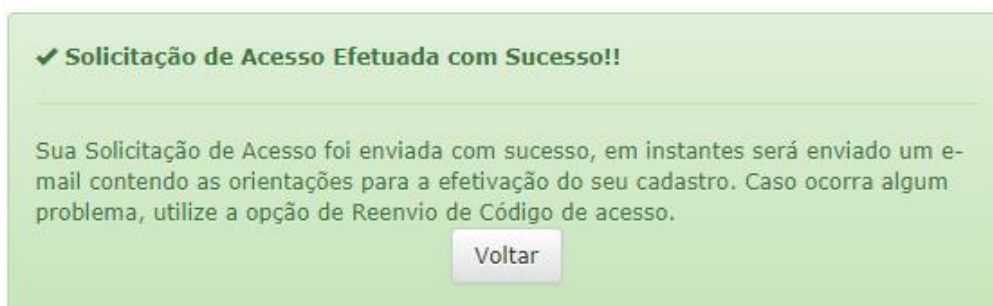 ✔ Solicitação de Acesso Efetuada com Sucesso!!
Sua Solicitação de Acesso foi enviada com sucesso, em instantes será enviado um e-
mail contendo as orientações para a efetivação do seu cadastro. Caso ocorra algum
problema, utilize a opção de Reenvio de Código de acesso.
Voltar